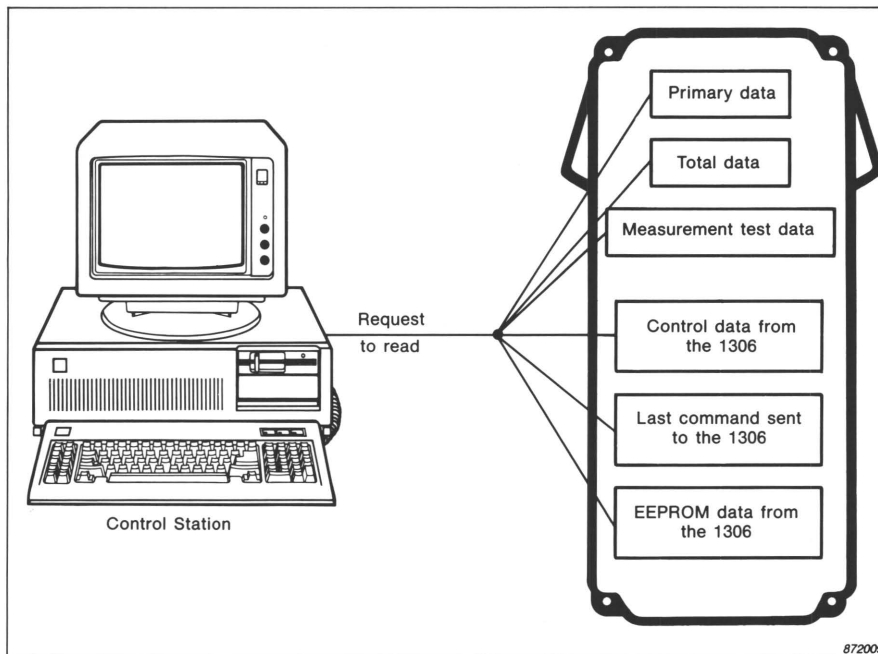 Primary data
Total data
Measurement test data
Request
to read
Control data from
the 1306
Last command sent
to the 1306
EEPROM data from
the 1306
Control Station